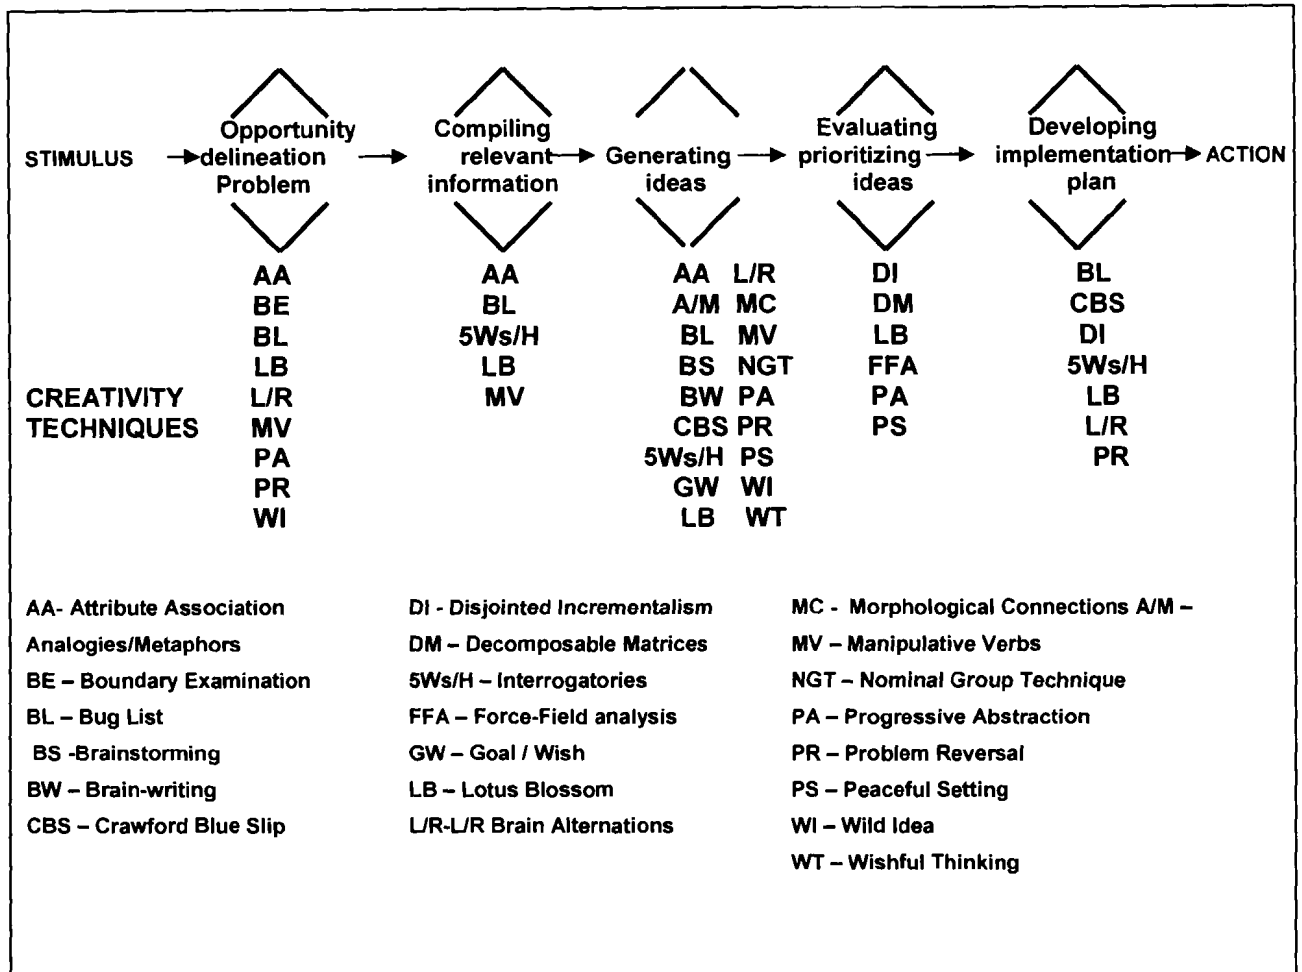 Opportunity Compiling Evaluating Developing
STIMULUS delineation relevant Generating prioritizing implementation ACTION
Problem information ideas ideas plan
AA AA AA L/R DI BL
BE BL A/M MC DM CBS
BL 5Ws/H BL MV LB DI
LB LB BS NGT FFA 5Ws/H
CREATIVITY L/R MV BW PA PA LB
TECHNIQUES MV CBS PR PS L/R
PA 5Ws/H PS PR
PR GW WI
WI LB WT
AA- Attribute Association DI - Disjointed Incrementalism MC - Morphological Connections A/M –
Analogies/Metaphors DM – Decomposable Matrices MV – Manipulative Verbs
BE – Boundary Examination 5Ws/H – Interrogatories NGT – Nominal Group Technique
BL – Bug List FFA – Force-Field analysis PA – Progressive Abstraction
BS -Brainstorming GW – Goal / Wish PR – Problem Reversal
BW – Brain-writing LB – Lotus Blossom PS – Peaceful Setting
CBS – Crawford Blue Slip L/R-L/R Brain Alternations WI – Wild Idea
WT – Wishful Thinking